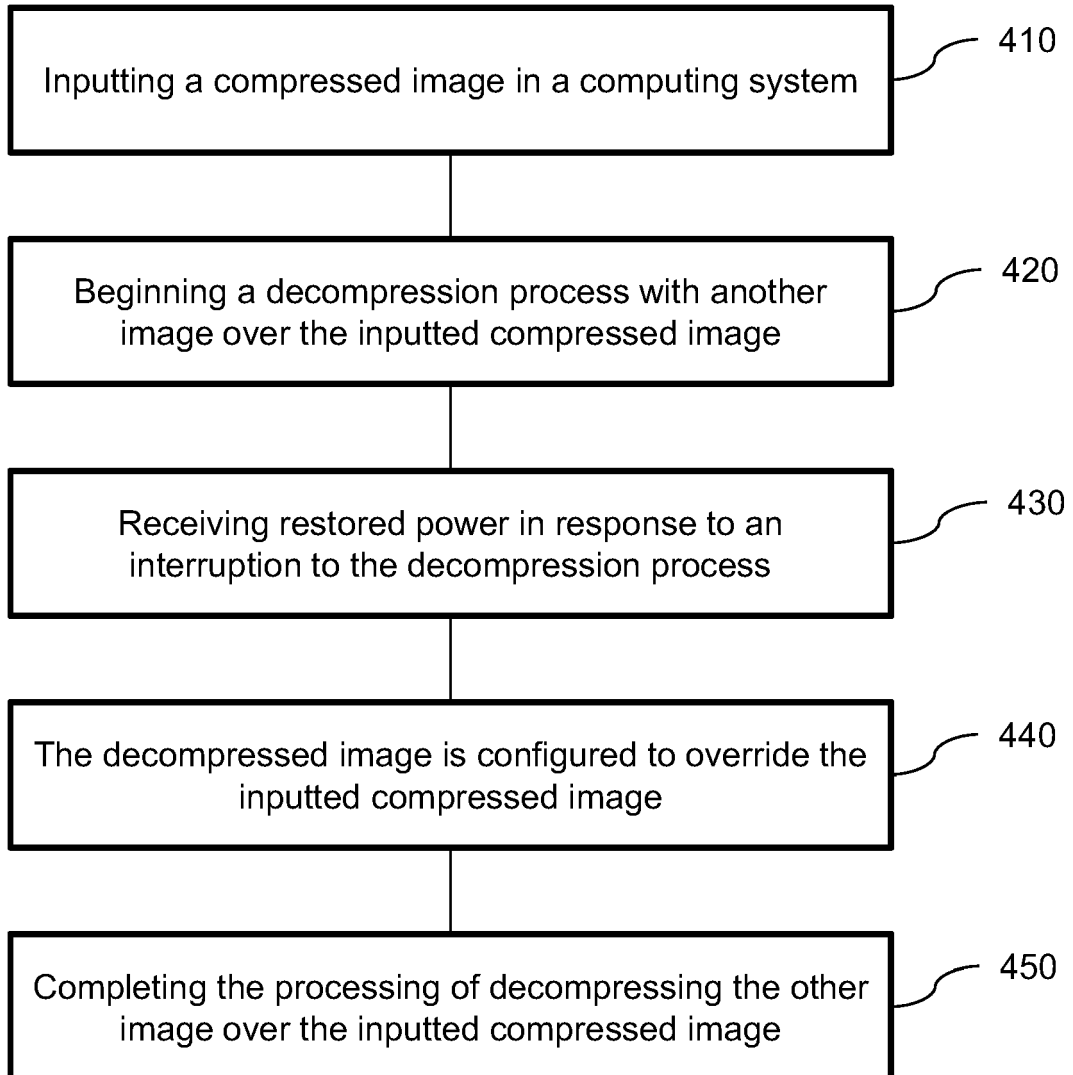 Inputting a compressed image in a computing system
410
Beginning a decompression process with another
image over the inputted compressed image
420
Receiving restored power in response to an
interruption to the decompression process
430
The decompressed image is configured to override the
inputted compressed image
440
Completing the processing of decompressing the other
image over the inputted compressed image
450